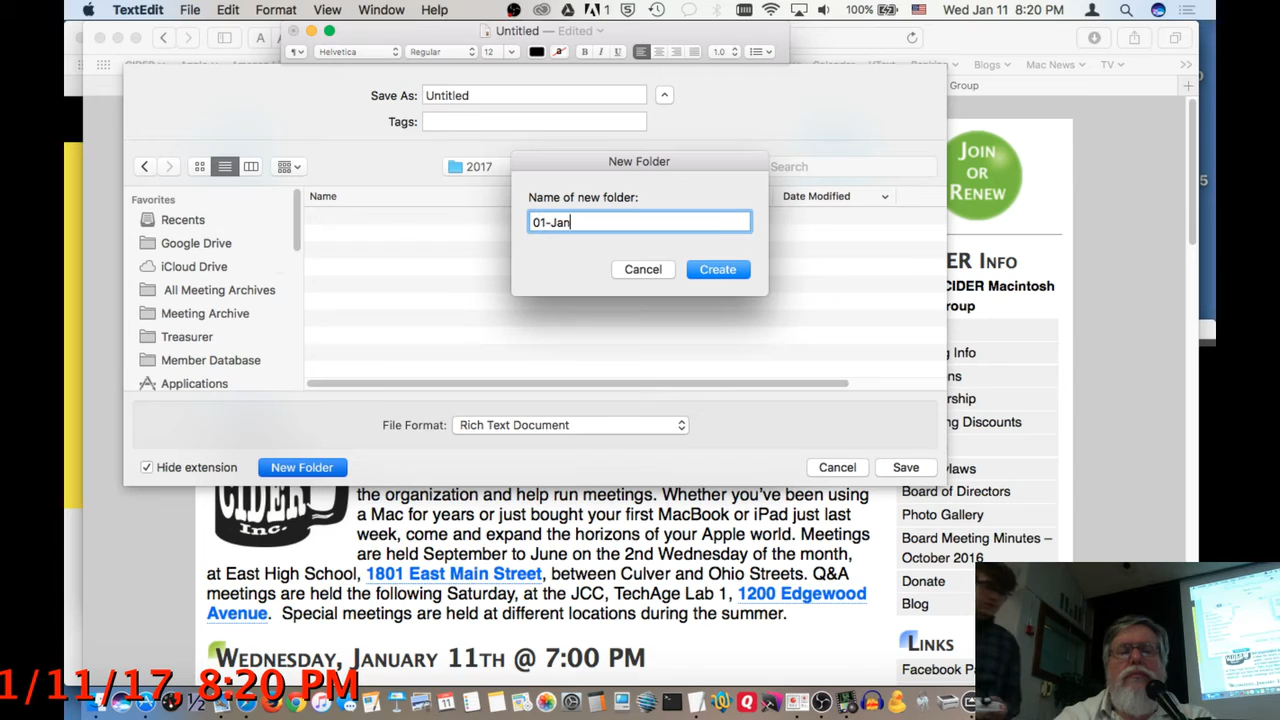 TextEdit File Edit Format View Window Help
1 5 100% Wed Jan 11 8:20 PM
Untitled — Edited
A A
¶ Helvetica Regular 12 a B I U 1.0
Banking Blogs Mac News TV >>
Save As: Untitled
Group +
Tags:
2017
Search
New Folder
Name of new folder:
01-Jan
Cancel Create
Name Date Modified
Favorites
Recents
Google Drive
iCloud Drive
All Meeting Archives
Meeting Archive
Treasurer
Member Database
Applications
File Format: Rich Text Document
Hide extension New Folder Cancel Save
JOIN
OR
RENEW
5
ER INFO
CIDER Macintosh
oup
g Info
ns
rship
ng Discounts
laws
Board of Directors
Photo Gallery
Board Meeting Minutes –
October 2016
Donate
Blog
LINKS
Facebook P
CIDER
Inc.
the organization and help run meetings. Whether you've been using
a Mac for years or just bought your first MacBook or iPad just last
week, come and expand the horizons of your Apple world. Meetings
are held September to June on the 2nd Wednesday of the month,
at East High School, 1801 East Main Street, between Culver and Ohio Streets. Q&A
meetings are held the following Saturday, at the JCC, TechAge Lab 1, 1200 Edgewood
Avenue. Special meetings are held at different locations during the summer.
WEDNESDAY, JANUARY 11TH @ 7:00 PM
1/11/17 8:20 PM